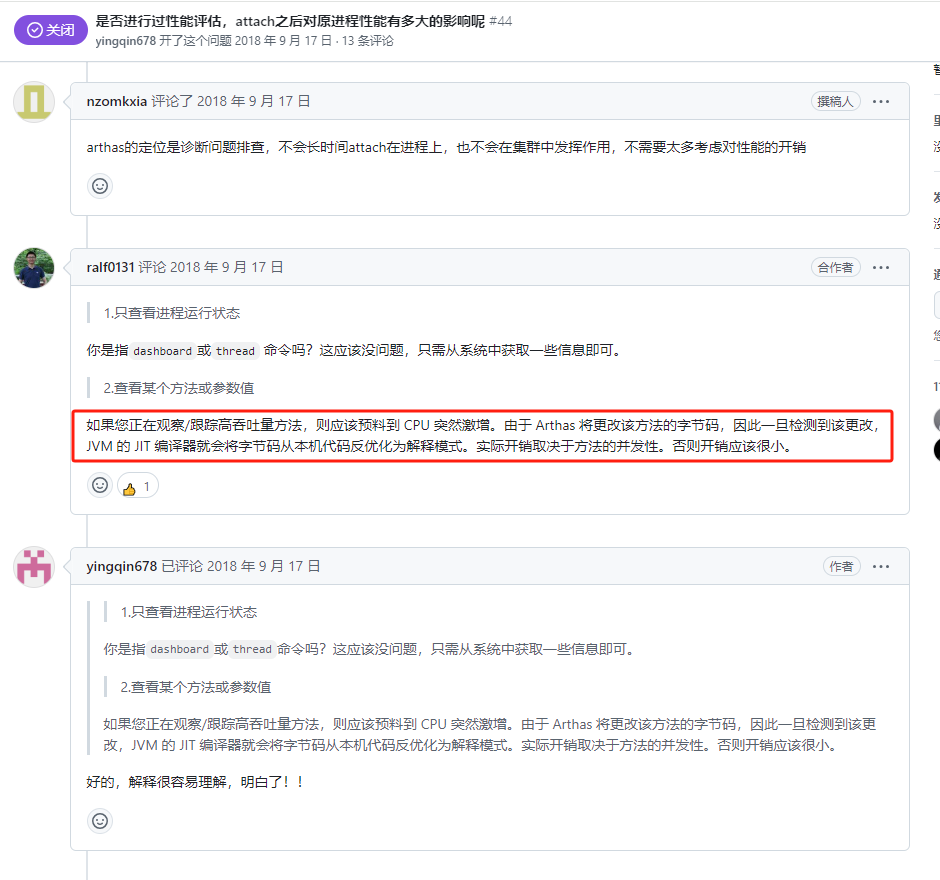 关闭
是否进行过性能评估，attach之后对原进程性能有多大的影响呢 #44
yingqin678 开了这个问题 2018 年 9 月 17 日 · 13 条评论
nzomkxia 评论了 2018 年 9 月 17 日
撰稿人
arthas的定位是诊断问题排查，不会长时间attach在进程上，也不会在集群中发挥作用，不需要太多考虑对性能的开销
ralf0131 评论 2018 年 9 月 17 日
合作者
1.只查看进程运行状态
你是指 dashboard 或 thread 命令吗？这应该没问题，只需从系统中获取一些信息即可。
2.查看某个方法或参数值
如果您正在观察/跟踪高吞吐量方法，则应该预料到 CPU 突然激增。由于 Arthas 将更改该方法的字节码，因此一旦检测到该更改，
JVM 的 JIT 编译器就会将字节码从本机代码反优化为解释模式。实际开销取决于方法的并发性。否则开销应该很小。
1
yingqin678 已评论 2018 年 9 月 17 日
作者
1.只查看进程运行状态
你是指 dashboard 或 thread 命令吗？这应该没问题，只需从系统中获取一些信息即可。
2.查看某个方法或参数值
如果您正在观察/跟踪高吞吐量方法，则应该预料到 CPU 突然激增。由于 Arthas 将更改该方法的字节码，因此一旦检测到该更
改，JVM 的 JIT 编译器就会将字节码从本机代码反优化为解释模式。实际开销取决于方法的并发性。否则开销应该很小。
好的，解释很容易理解，明白了！！